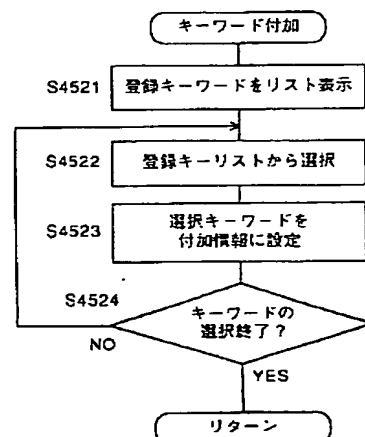 キーワード付加
S4521
登録キーワードをリスト表示
S4522
登録キーリストから選択
S4523
選択キーワードを
付加情報に設定
S4524
キーワードの
選択終了?
NO
YES
リターン